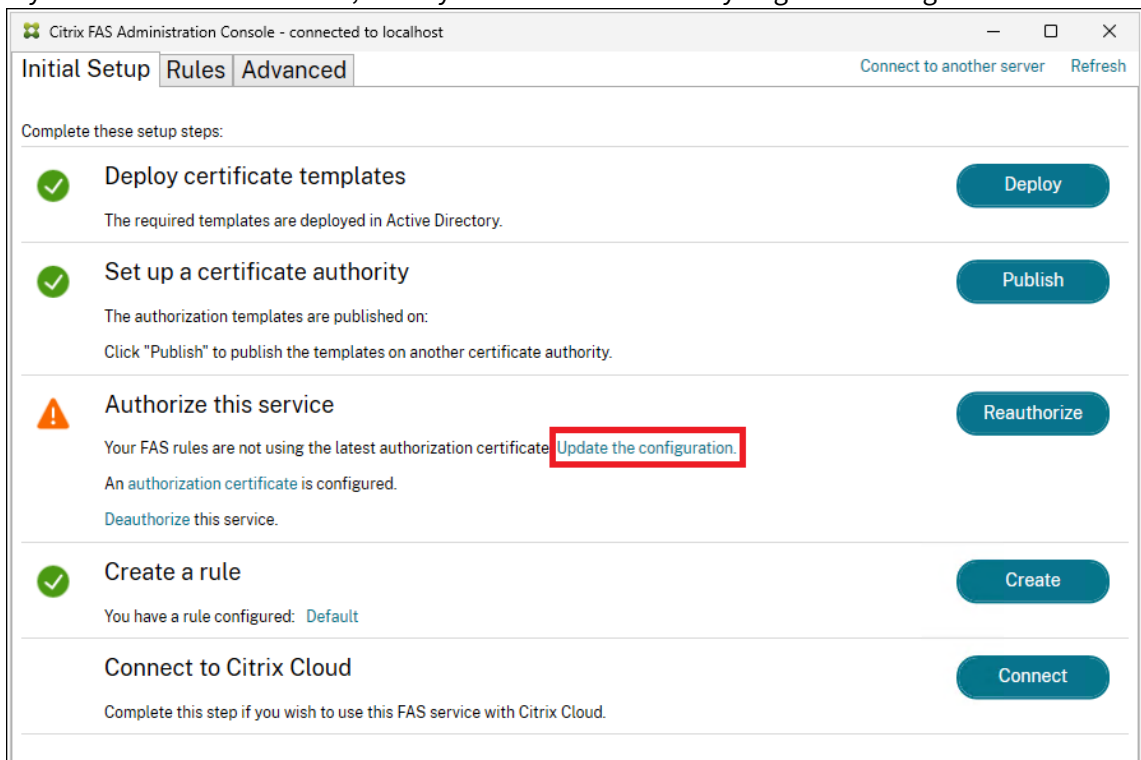 Citrix FAS Administration Console - connected to localhost
Initial Setup Rules Advanced Connect to another server Refresh
Complete these setup steps:
Deploy certificate templates
Deploy
The required templates are deployed in Active Directory.
Set up a certificate authority
Publish
The authorization templates are published on:
Click "Publish" to publish the templates on another certificate authority.
Authorize this service
Reauthorize
Your FAS rules are not using the latest authorization certificate Update the configuration.
An authorization certificate is configured.
Deauthorize this service.
Create a rule
Create
You have a rule configured: Default
Connect to Citrix Cloud
Connect
Complete this step if you wish to use this FAS service with Citrix Cloud.